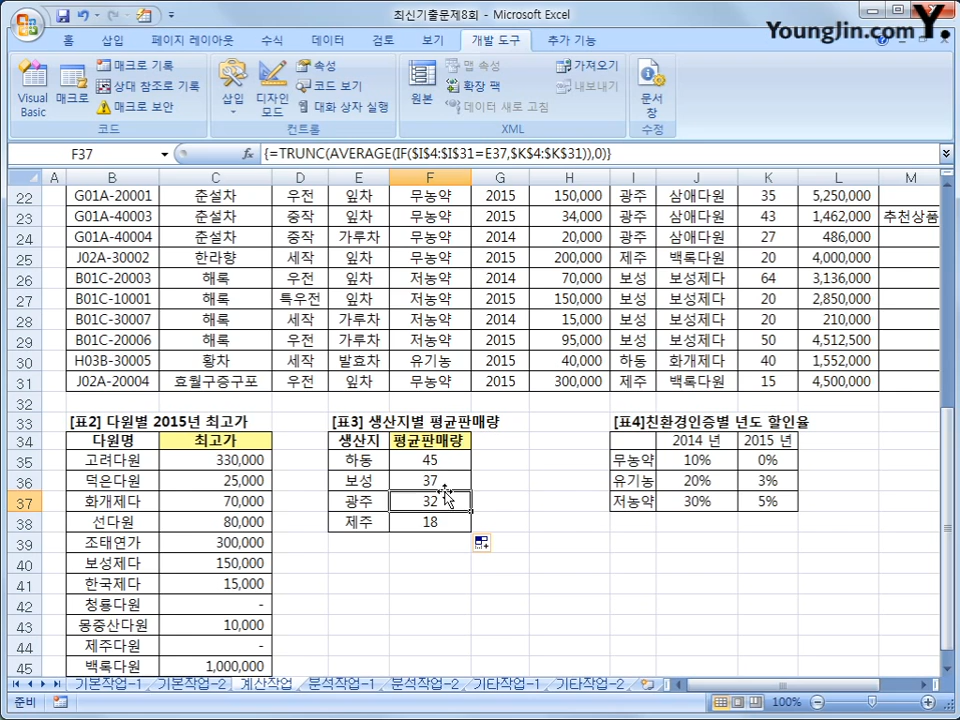 최신기출문제8회 - Microsoft Excel
Younglin.com Y.
홈 삽입 페이지 레이아웃 수식 데이터 검토 보기 개발 도구 추가 기능
Visual Basic
매크로
매크로 기록
상대 참조로 기록
매크로 보안
코드
삽입
디자인 모드
속성
코드 보기
대화 상자 실행
컨트롤
원본
맵 속성
확장 팩
데이터 새로 고침
가져오기
내보내기
XML
문서 창
수정
F37 fx {=TRUNC(AVERAGE(IF($I$4:$I$31=E37,$K$4:$K$31)),0)}
A B C D E F G H I J K L M
22 G01A-20001 춘설차 우전 잎차 무농약 2015 150,000 광주 삼애다원 35 5,250,000
23 G01A-40003 춘설차 중작 잎차 무농약 2015 34,000 광주 삼애다원 43 1,462,000 추천상품
24 G01A-40004 춘설차 중작 가루차 무농약 2014 20,000 광주 삼애다원 27 486,000
25 J02A-30002 한라향 세작 잎차 무농약 2015 200,000 제주 백록다원 20 4,000,000
26 B01C-20003 해록 우전 잎차 저농약 2014 70,000 보성 보성제다 64 3,136,000
27 B01C-10001 해록 특우전 잎차 저농약 2015 150,000 보성 보성제다 20 2,850,000
28 B01C-30007 해록 세작 가루차 저농약 2014 15,000 보성 보성제다 20 210,000
29 B01C-20006 해록 우전 가루차 저농약 2015 95,000 보성 보성제다 50 4,512,500
30 H03B-30005 황차 세작 발효차 유기농 2015 40,000 하동 화개제다 40 1,552,000
31 J02A-20004 효월구증구포 우전 잎차 무농약 2015 300,000 제주 백록다원 15 4,500,000
32
33 [표2] 다원별 2015년 최고가 [표3] 생산지별 평균판매량 [표4]친환경인증별 년도 할인율
34 다원명 최고가 생산지 평균판매량 2014 년 2015 년
35 고려다원 330,000 하동 45 무농약 10% 0%
36 덕은다원 25,000 보성 37 유기농 20% 3%
37 화개제다 70,000 광주 32 저농약 30% 5%
38 선다원 80,000 제주 18
39 조태연가 300,000
40 보성제다 150,000
41 한국제다 15,000
42 청룡다원 -
43 몽중산다원 10,000
44 제주다원 -
45 백록다원 1,000,000
기본작업-1 기본작업-2 계산작업 분석작업-1 분석작업-2 기타작업-1 기타작업-2
준비 100%